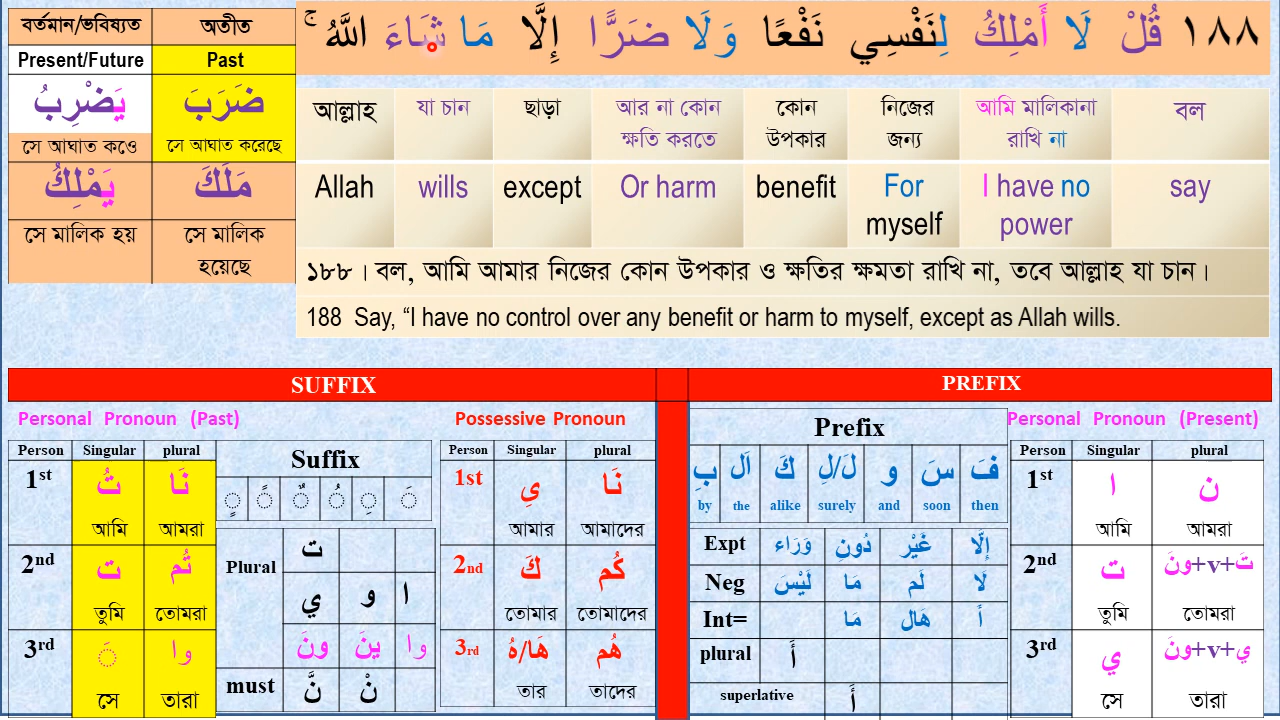 বর্তমান/ভবিষ্যত অতীত
Present/Future Past
يَضْرِبُ ضَرَبَ
সে আঘাত কওে সে আঘাত করেছে
يَمْلِكُ مَلَكَ
সে মালিক হয় সে মালিক
হয়েছে
١٨٨ قُلْ لَا أَمْلِكُ لِنَفْسِي نَفْعًا وَلَا ضَرًّا إِلَّا مَا شَاءَ اللَّهُ ۚ
আল্লাহ যা চান ছাড়া আর না কোন কোন নিজের আমি মালিকানা বল
ক্ষতি করতে উপকার জন্য রাখি না
Allah wills except Or harm benefit For I have no say
myself power
১৮৮। বল, আমি আমার নিজের কোন উপকার ও ক্ষতির ক্ষমতা রাখি না, তবে আল্লাহ যা চান।
188 Say, “I have no control over any benefit or harm to myself, except as Allah wills.
SUFFIX
Personal Pronoun (Past)
Person Singular plural
1st تُ نَا
আমি আমরা
2nd ت تُم
তুমি তোমরা
3rd َ وا
সে তারা
Suffix
ٍ ً ٌ ُ ِ َ
Plural ت
ي و ا
ونَ ينَ وا
must نَّ نْ
Possessive Pronoun
Person Singular plural
1st ىِ نَا
আমার আমাদের
2nd كَ كُم
তোমার তোমাদের
3rd هَا/هُ هُم
তার তাদের
PREFIX
Prefix
بِ اَل كَ لَ/لِ و سَ فَ
by the alike surely and soon then
Expt وَرَاء دُونِ غَيْر إِلَّا
Neg لَيْسَ مَا لَم لَا
Int= مَا هَال أَ
plural أَ
superlative أَ
Personal Pronoun (Present)
Person Singular plural
1st ا ن
আমি আমরা
2nd ت تَ+v+ونَ
তুমি তোমরা
3rd ي ي+v+ونَ
সে তারা